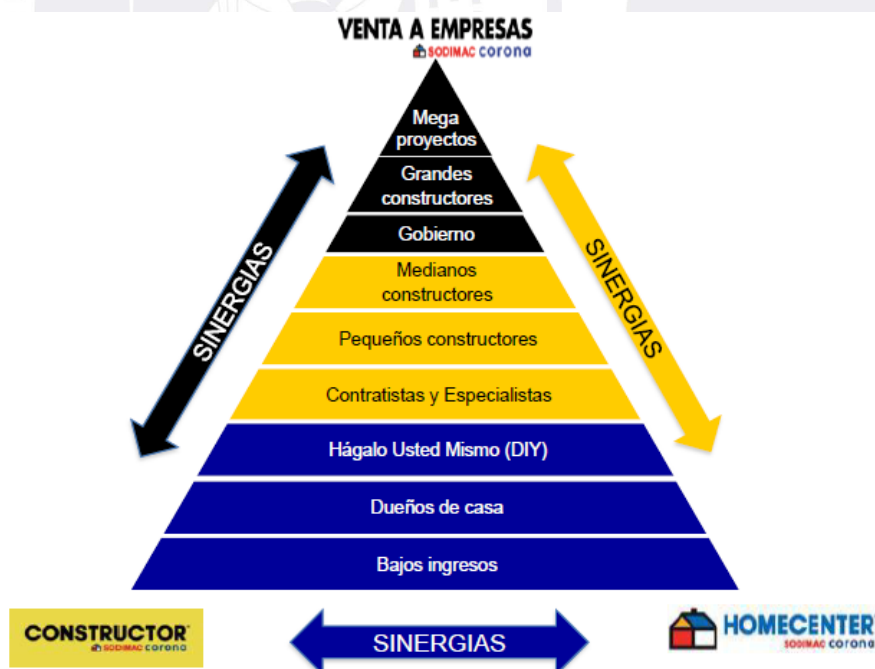 VENTA A EMPRESAS
SODIMAC corona
Mega
proyectos
Grandes
constructores
Gobierno
Medianos
constructores
Pequeños constructores
Contratistas y Especialistas
Hágalo Usted Mismo (DIY)
Dueños de casa
Bajos ingresos
SINERGIAS
SINERGIAS
CONSTRUCTOR
SODIMAC corona
SINERGIAS
HOMECENTER
SODIMAC corona